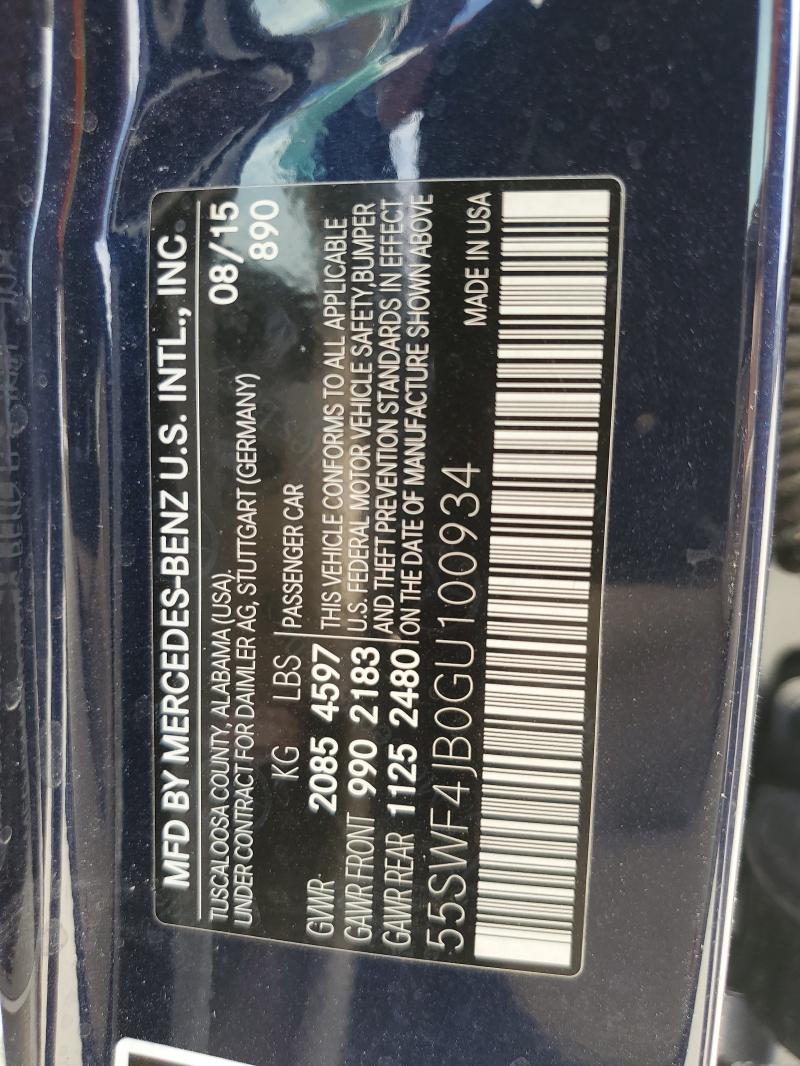 MFD BY MERCEDES-BENZ U.S. INTL., INC.
TUSCALOOSA COUNTY, ALABAMA (USA). 08/15
UNDER CONTRACT FOR DAIMLER AG, STUTTGART (GERMANY) 890
KG LBS PASSENGER CAR
GVWR 2085 4597 THIS VEHICLE CONFORMS TO ALL APPLICABLE
GAWR FRONT 990 2183 U.S. FEDERAL MOTOR VEHICLE SAFETY,BUMPER
GAWR REAR 1125 2480 AND THEFT PREVENTION STANDARDS IN EFFECT
ON THE DATE OF MANUFACTURE SHOWN ABOVE
55SWF4JB0GU100934 MADE IN USA